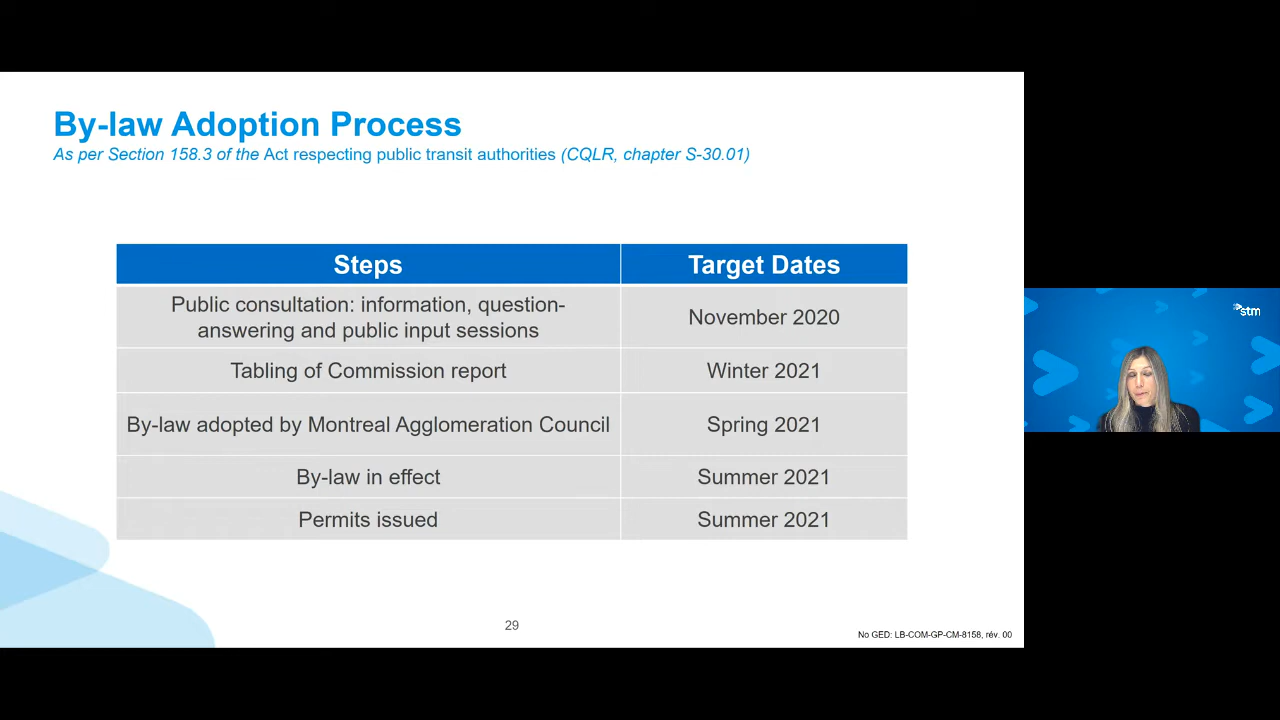 By-law Adoption Process
As per Section 158.3 of the Act respecting public transit authorities (CQLR, chapter S-30.01)
Steps
Target Dates
Public consultation: information, question-
answering and public input sessions
November 2020
Tabling of Commission report
Winter 2021
By-law adopted by Montreal Agglomeration Council
Spring 2021
By-law in effect
Summer 2021
Permits issued
Summer 2021
29
No GED: LB-COM-GP-CM-8158, rév. 00
stm